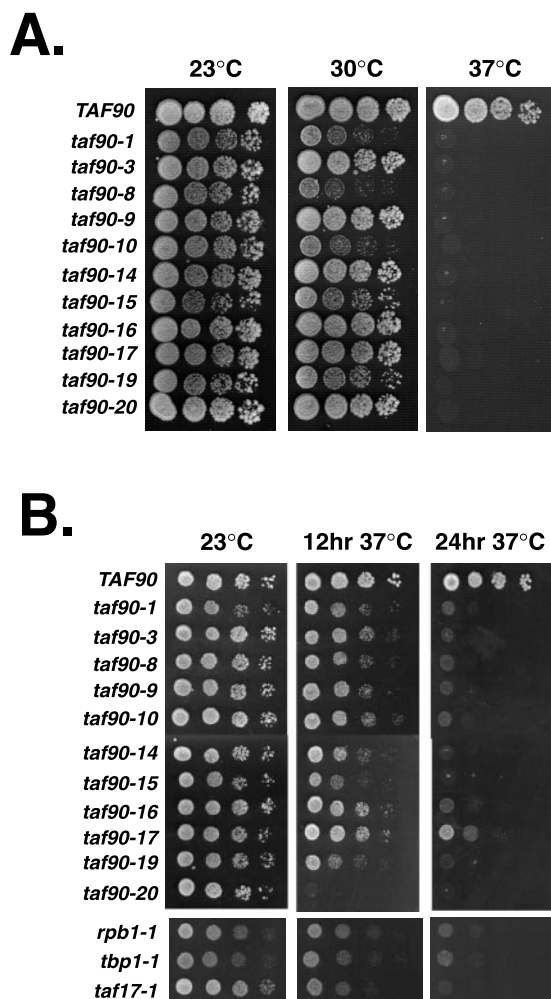 A.
23°C 30°C 37°C
TAF90
taf90-1
taf90-3
taf90-8
taf90-9
taf90-10
taf90-14
taf90-15
taf90-16
taf90-17
taf90-19
taf90-20
B.
23°C 12hr 37°C 24hr 37°C
TAF90
taf90-1
taf90-3
taf90-8
taf90-9
taf90-10
taf90-14
taf90-15
taf90-16
taf90-17
taf90-19
taf90-20
rpb1-1
tbp1-1
taf17-1